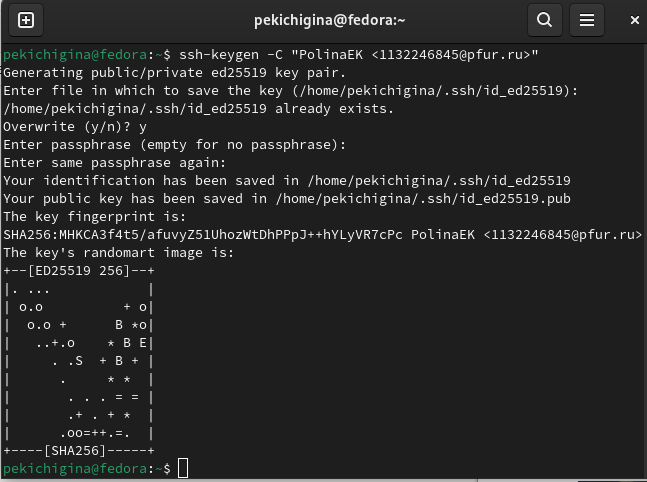 pekichigina@fedora:~
pekichigina@fedora:~$ ssh-keygen -C "PolinaEK <1132246845@pfur.ru>"
Generating public/private ed25519 key pair.
Enter file in which to save the key (/home/pekichigina/.ssh/id_ed25519):
/home/pekichigina/.ssh/id_ed25519 already exists.
Overwrite (y/n)? y
Enter passphrase (empty for no passphrase):
Enter same passphrase again:
Your identification has been saved in /home/pekichigina/.ssh/id_ed25519
Your public key has been saved in /home/pekichigina/.ssh/id_ed25519.pub
The key fingerprint is:
SHA256:MHKCA3f4t5/afuvyZ51UhozWtDhPPpJ++hYLyVR7cPc PolinaEK <1132246845@pfur.ru>
The key's randomart image is:
+--[ED25519 256]--+
|. ...            |
| o.o          + o|
|  o.o +      B *o|
|   ..+.o    * B E|
|     . .S  + B + |
|      .     * *  |
|       . . . = = |
|       .+ . + *  |
|      .oo=++.=.  |
+----[SHA256]-----+
pekichigina@fedora:~$